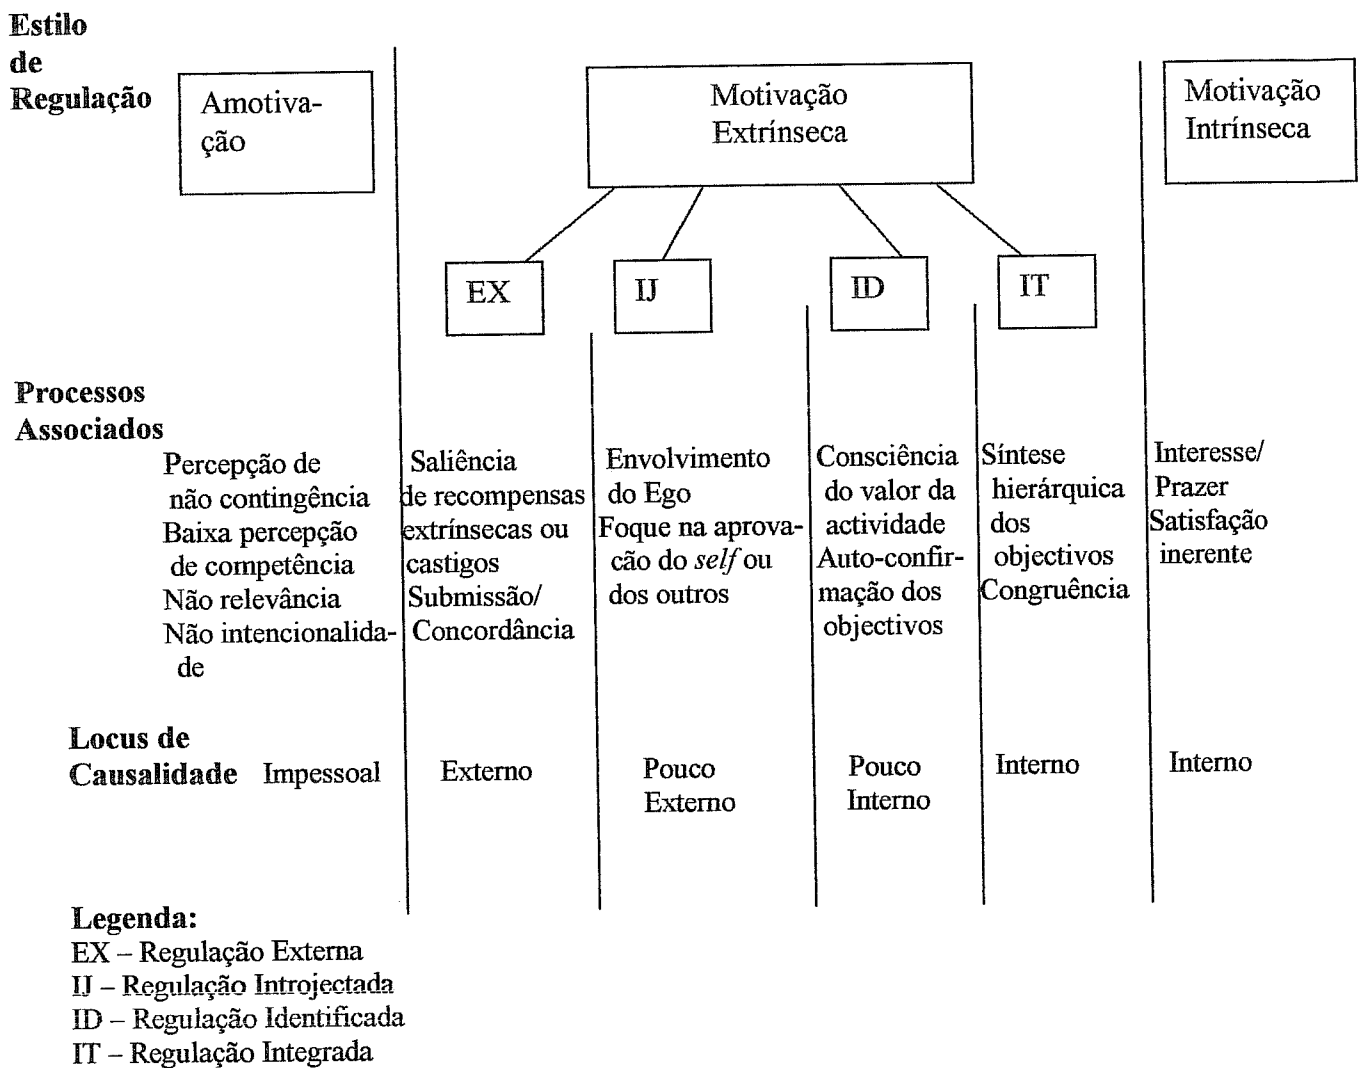 Estilo
de
Regulação
Amotiva-
ção
Motivação
Extrínseca
Motivação
Intrínseca
EX
IJ
ID
IT
Processos
Associados
Percepção de
não contingência
Baixa percepção
de competência
Não relevância
Não intencionalida-
de
Saliência
de recompensas
extrínsecas ou
castigos
Submissão/
Concordância
Envolvimento
do Ego
Foque na aprova-
cão do self ou
dos outros
Consciência
do valor da
actividade
Auto-confir-
mação dos
objectivos
Síntese
hierárquica
dos
objectivos
Congruência
Interesse/
Prazer
Satisfação
inerente
Locus de
Causalidade
Impessoal
Externo
Pouco
Externo
Pouco
Interno
Interno
Interno
Legenda:
EX – Regulação Externa
IJ – Regulação Introjectada
ID – Regulação Identificada
IT – Regulação Integrada